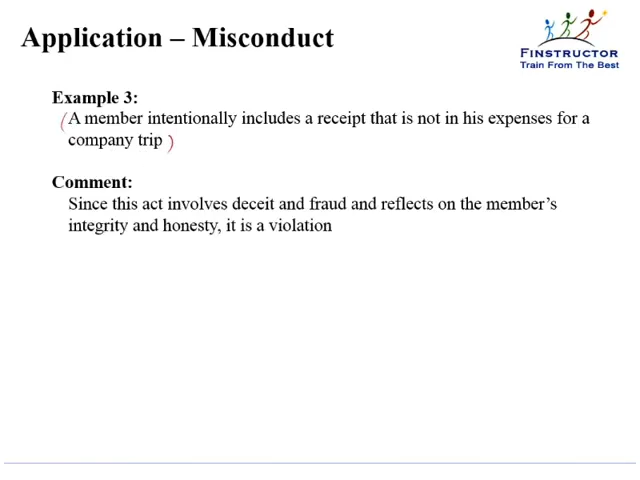 Application – Misconduct
FINSTRUCTOR
Train From The Best
Example 3:
(A member intentionally includes a receipt that is not in his expenses for a
company trip)
Comment:
Since this act involves deceit and fraud and reflects on the member’s
integrity and honesty, it is a violation